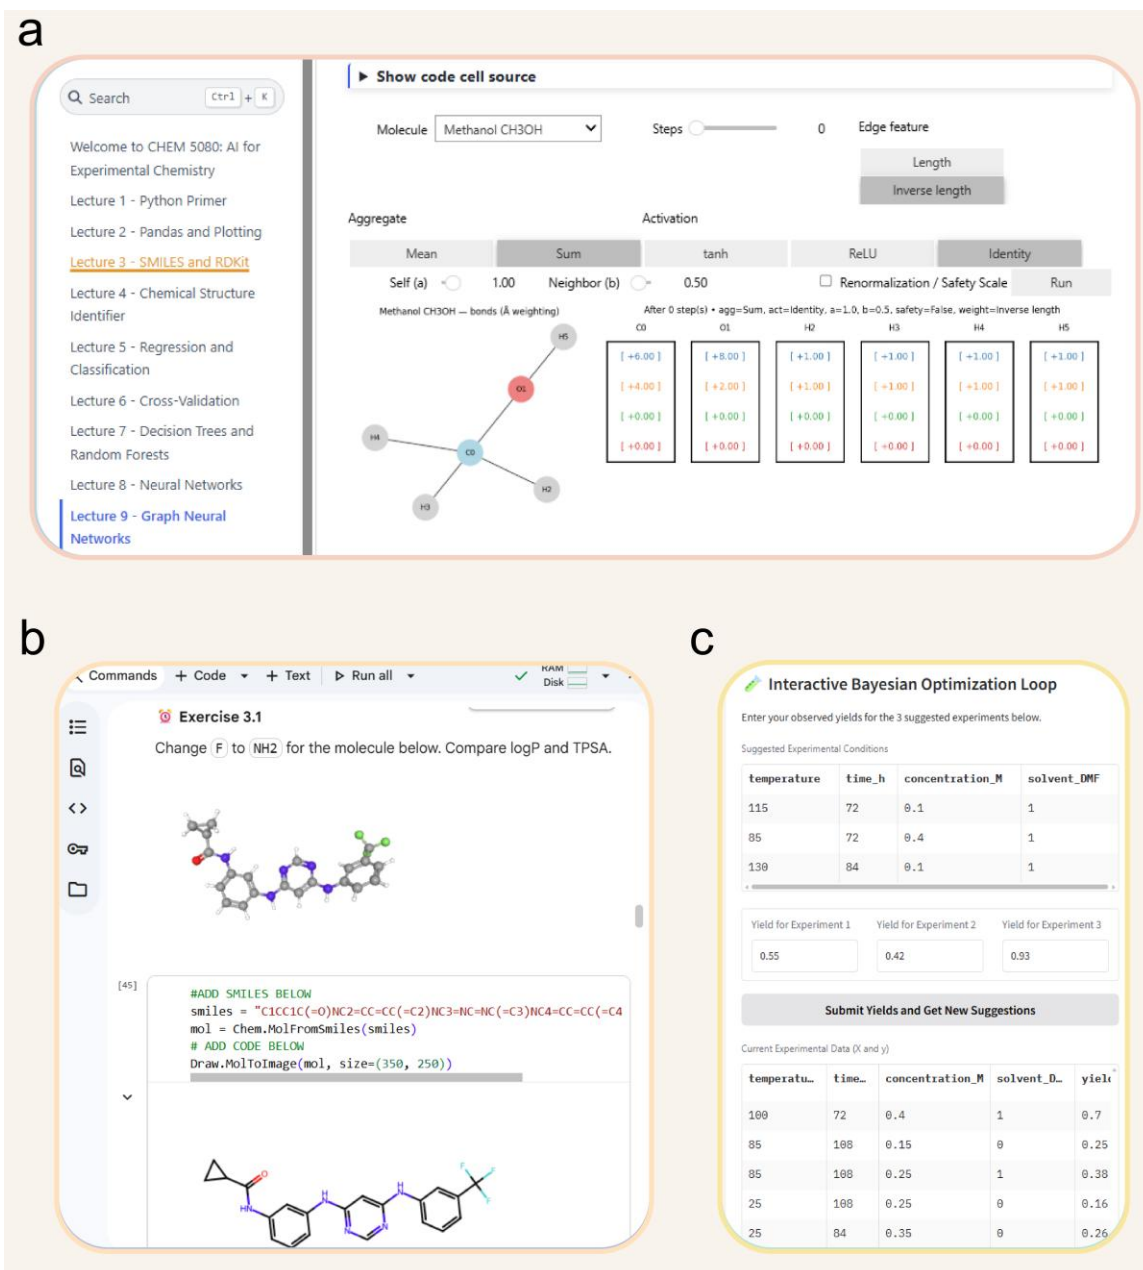 a
Search Ctrl + K
Welcome to CHEM 5080: AI for
Experimental Chemistry
Lecture 1 - Python Primer
Lecture 2 - Pandas and Plotting
Lecture 3 - SMILES and RDKit
Lecture 4 - Chemical Structure
Identifier
Lecture 5 - Regression and
Classification
Lecture 6 - Cross-Validation
Lecture 7 - Decision Trees and
Random Forests
Lecture 8 - Neural Networks
Lecture 9 - Graph Neural
Networks
Show code cell source
Molecule Methanol CH3OH Steps 0 Edge feature
Length
Inverse length
Aggregate Activation
Mean Sum tanh ReLU Identity
Self (a) 1.00 Neighbor (b) 0.50 Renormalization / Safety Scale Run
Methanol CH3OH — bonds (Å weighting)
H5
O1
H4
C0
H2
H3
After 0 step(s) • agg=Sum, act=Identity, a=1.0, b=0.5, safety=False, weight=Inverse length
C0 O1 H2 H3 H4 H5
[ +6.00 ] [ +8.00 ] [ +1.00 ] [ +1.00 ] [ +1.00 ] [ +1.00 ]
[ +4.00 ] [ +2.00 ] [ +1.00 ] [ +1.00 ] [ +1.00 ] [ +1.00 ]
[ +0.00 ] [ +0.00 ] [ +0.00 ] [ +0.00 ] [ +0.00 ] [ +0.00 ]
[ +0.00 ] [ +0.00 ] [ +0.00 ] [ +0.00 ] [ +0.00 ] [ +0.00 ]
b
Commands + Code + Text Run all RAM
Disk
Exercise 3.1
Change F to NH2 for the molecule below. Compare logP and TPSA.
[45]
#ADD SMILES BELOW
smiles = "C1CC1C(=O)NC2=CC=CC(=C2)NC3=NC=NC(=C3)NC4=CC=CC(=C4
mol = Chem.MolFromSmiles(smiles)
# ADD CODE BELOW
Draw.MolToImage(mol, size=(350, 250))
O
HN
H
N
N
N
H
N
F
F
F
c
Interactive Bayesian Optimization Loop
Enter your observed yields for the 3 suggested experiments below.
Suggested Experimental Conditions
temperature time_h concentration_M solvent_DMF
115 72 0.1 1
85 72 0.4 1
130 84 0.1 1
Yield for Experiment 1 Yield for Experiment 2 Yield for Experiment 3
0.55 0.42 0.93
Submit Yields and Get New Suggestions
Current Experimental Data (X and y)
temperatu… time… concentration_M solvent_D… yield
100 72 0.4 1 0.7
85 108 0.15 0 0.25
85 108 0.25 1 0.38
25 108 0.25 0 0.16
25 84 0.35 0 0.26